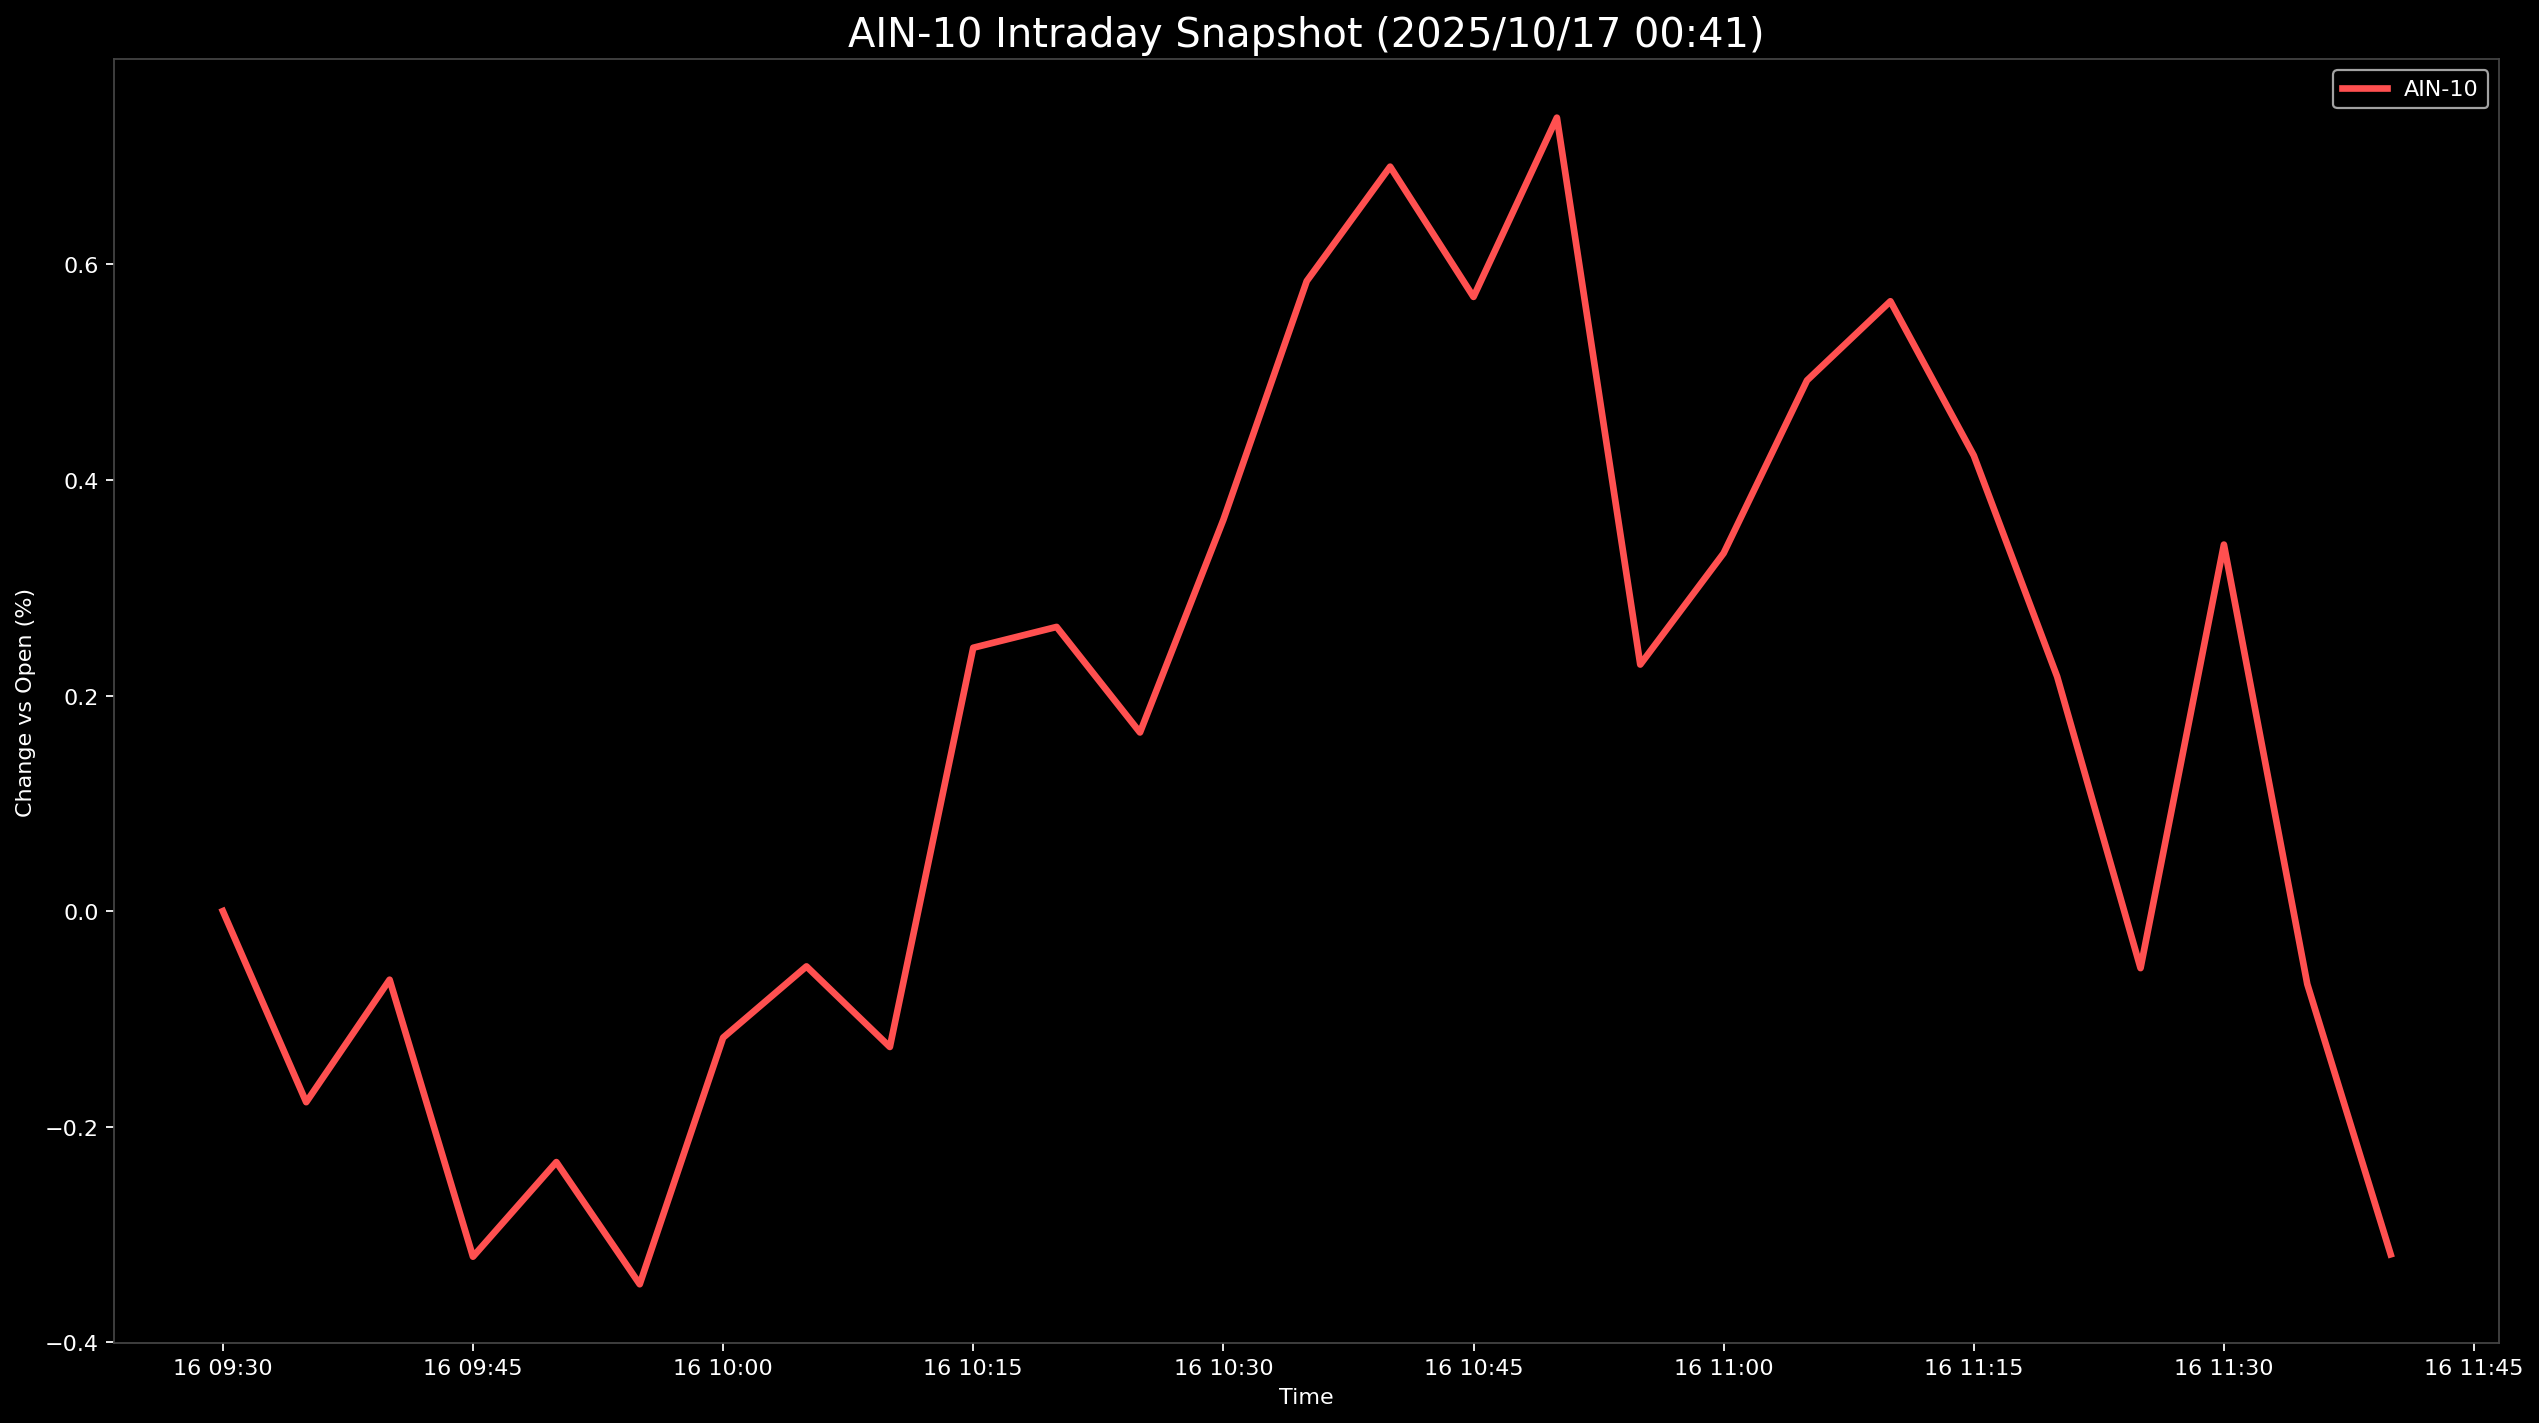 AIN-10 Intraday Snapshot (2025/10/17 00:41)
AIN-10
Change vs Open (%)
0.6
0.4
0.2
0.0
−0.2
−0.4
16 09:30 16 09:45 16 10:00 16 10:15 16 10:30 16 10:45 16 11:00 16 11:15 16 11:30 16 11:45
Time